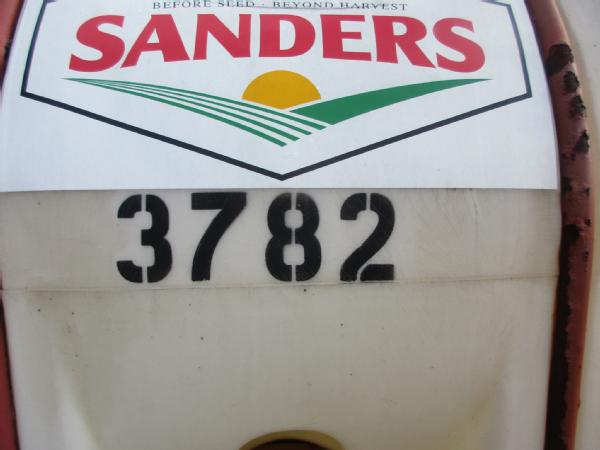 BEFORE SEED · BEYOND HARVEST
SANDERS
3782